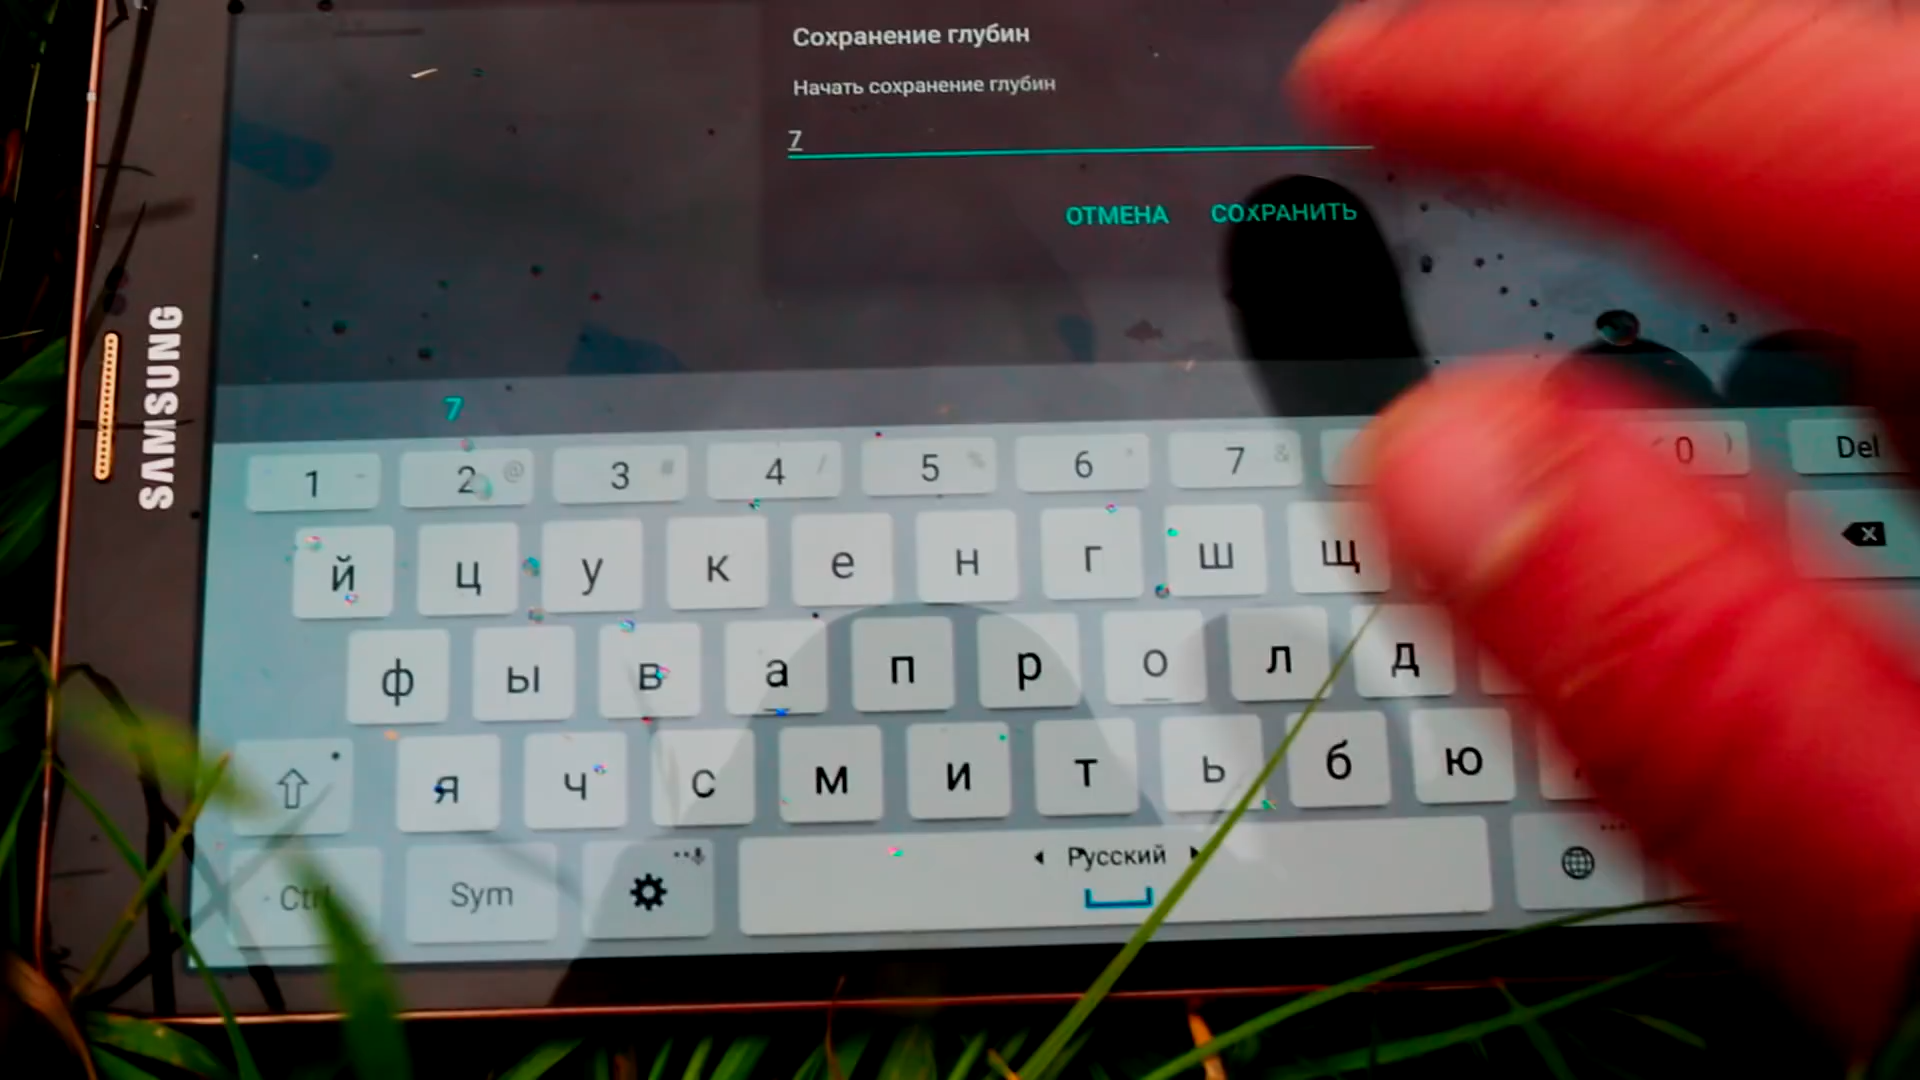 Сохранение глубин
Начать сохранение глубин
7
ОТМЕНА СОХРАНИТЬ
7
SAMSUNG
1 2 @ 3 # 4 / 5 % 6 7 & 0 ) Del
й ц у к е н г ш щ
ф ы в а п р о л д
я ч с м и т ь б ю
Ctrl Sym Русский